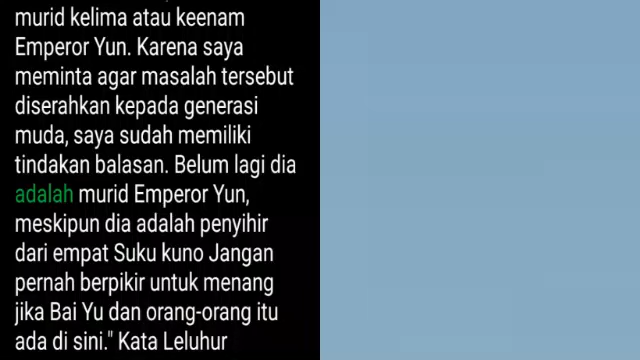 murid kelima atau keenam
Emperor Yun. Karena saya
meminta agar masalah tersebut
diserahkan kepada generasi
muda, saya sudah memiliki
tindakan balasan. Belum lagi dia
adalah murid Emperor Yun,
meskipun dia adalah penyihir
dari empat Suku kuno Jangan
pernah berpikir untuk menang
jika Bai Yu dan orang-orang itu
ada di sini." Kata Leluhur